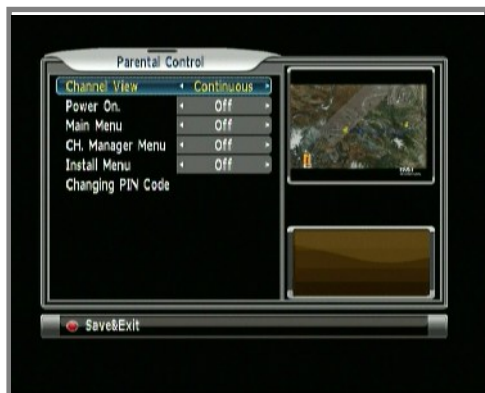 Parental Control
Channel View Continuous
Power On. Off
Main Menu Off
CH. Manager Menu Off
Install Menu Off
Changing PIN Code
Save&Exit